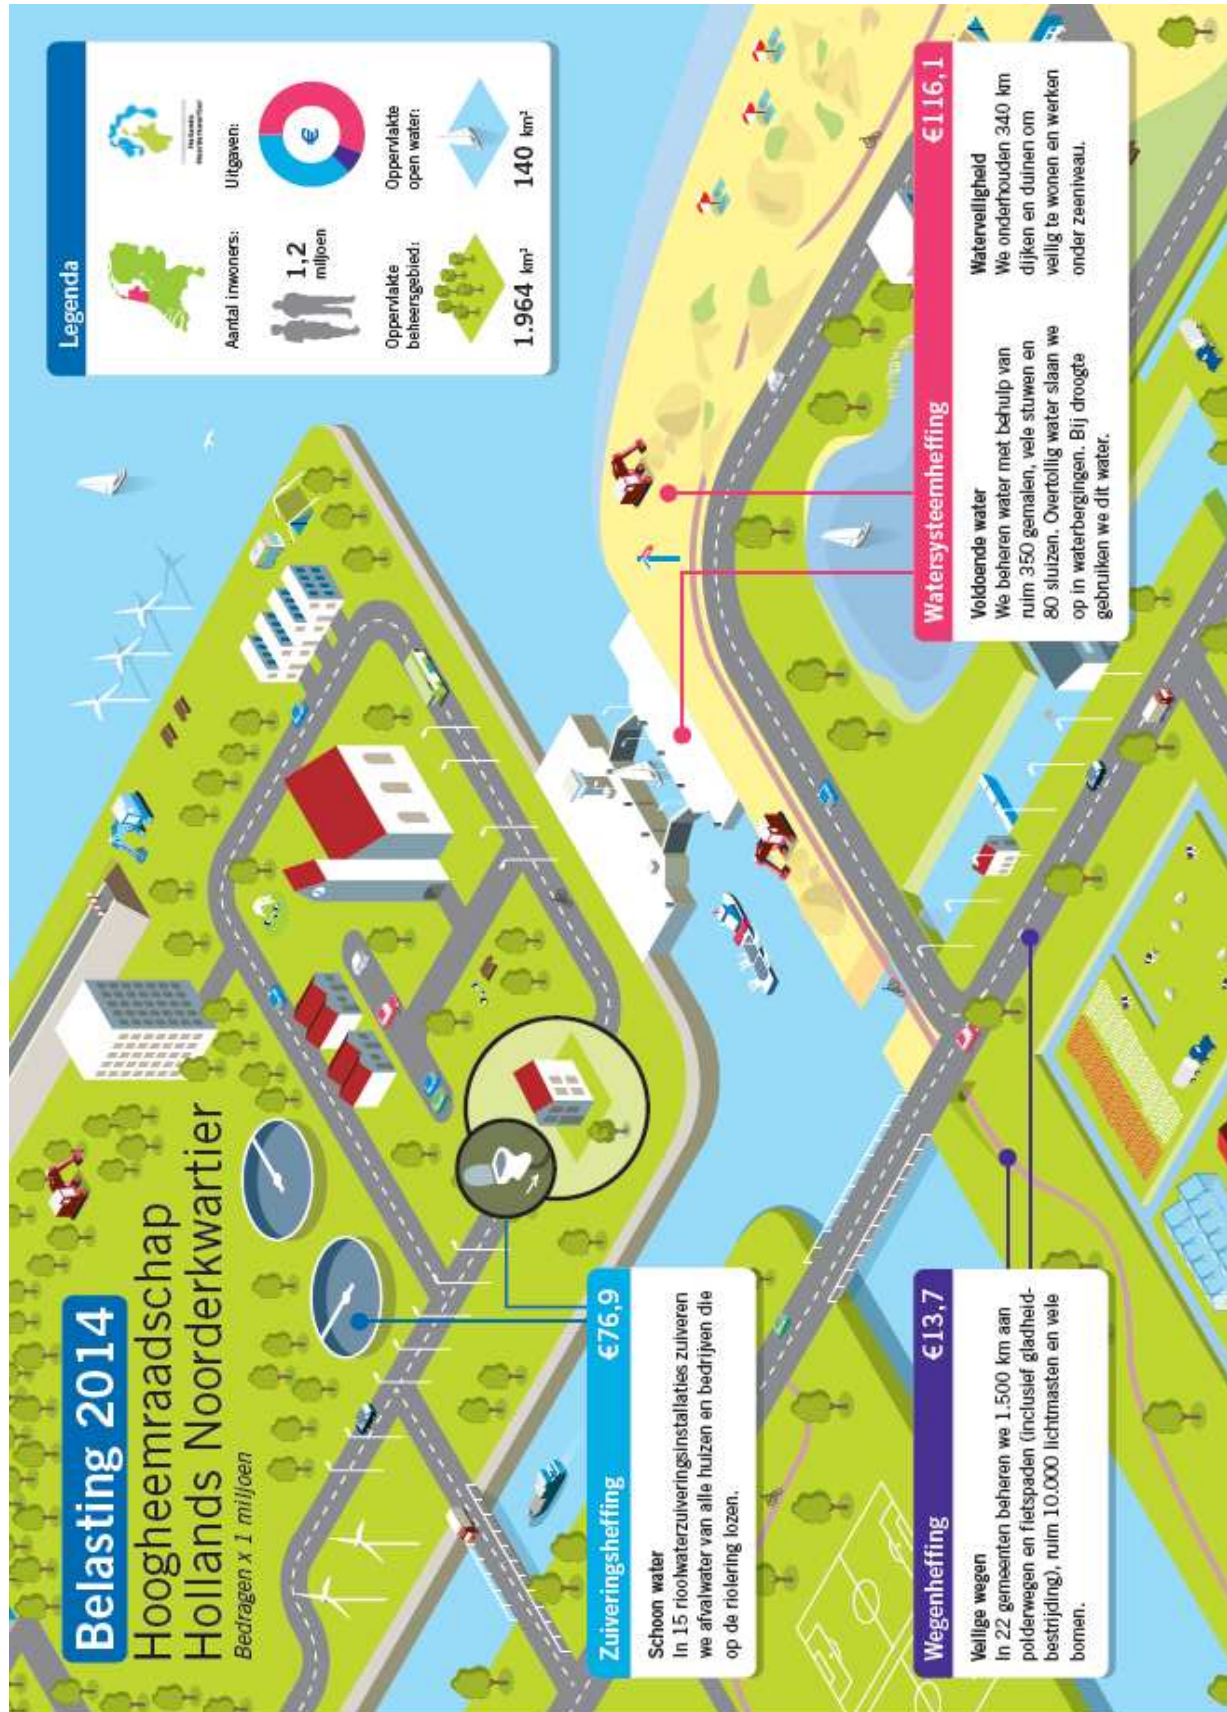 Belasting 2014
Hoogheemraadschap
Hollands Noorderkwartier
Bedragen x 1 miljoen
Legenda
Aantal inwoners:
1,2
miljoen
Uitgaven:
€
Oppervlakte
beheersgebied:
1.964 km²
Oppervlakte
open water:
140 km²
Zuiveringsheffing €76,9
Schoon water
In 15 rioolwaterzuiveringsinstallaties zuiveren
we afvalwater van alle huizen en bedrijven die
op de riolering lozen.
Wegenheffing €13,7
Veilige wegen
In 22 gemeenten beheren we 1.500 km aan
polderwegen en fietspaden (inclusief gladheid-
bestrijding), ruim 10.000 lichtmasten en vele
bomen.
Watersysteemheffing €116,1
Voldoende water
We beheren water met behulp van
ruim 350 gemalen, vele stuwen en
80 sluizen. Overtollig water slaan we
op in waterbergingen. Bij droogte
gebruiken we dit water.
Waterveiligheid
We onderhouden 340 km
dijken en duinen om
veilig te wonen en werken
onder zeeniveau.